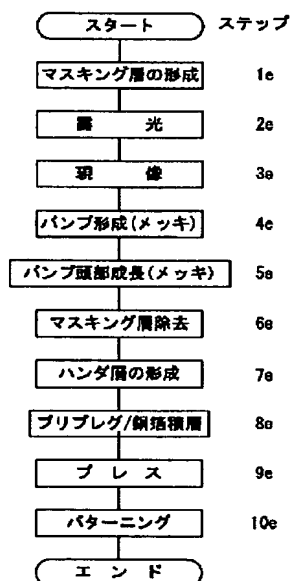 スタート ステップ
マスキング層の形成 1e
露 光 2e
現 像 3e
バンプ形成(メッキ) 4e
バンプ頭部成長(メッキ) 5e
マスキング層除去 6e
ハンダ層の形成 7e
プリプレグ/銅箔積層 8e
プ レ ス 9e
パターニング 10e
エ ン ド